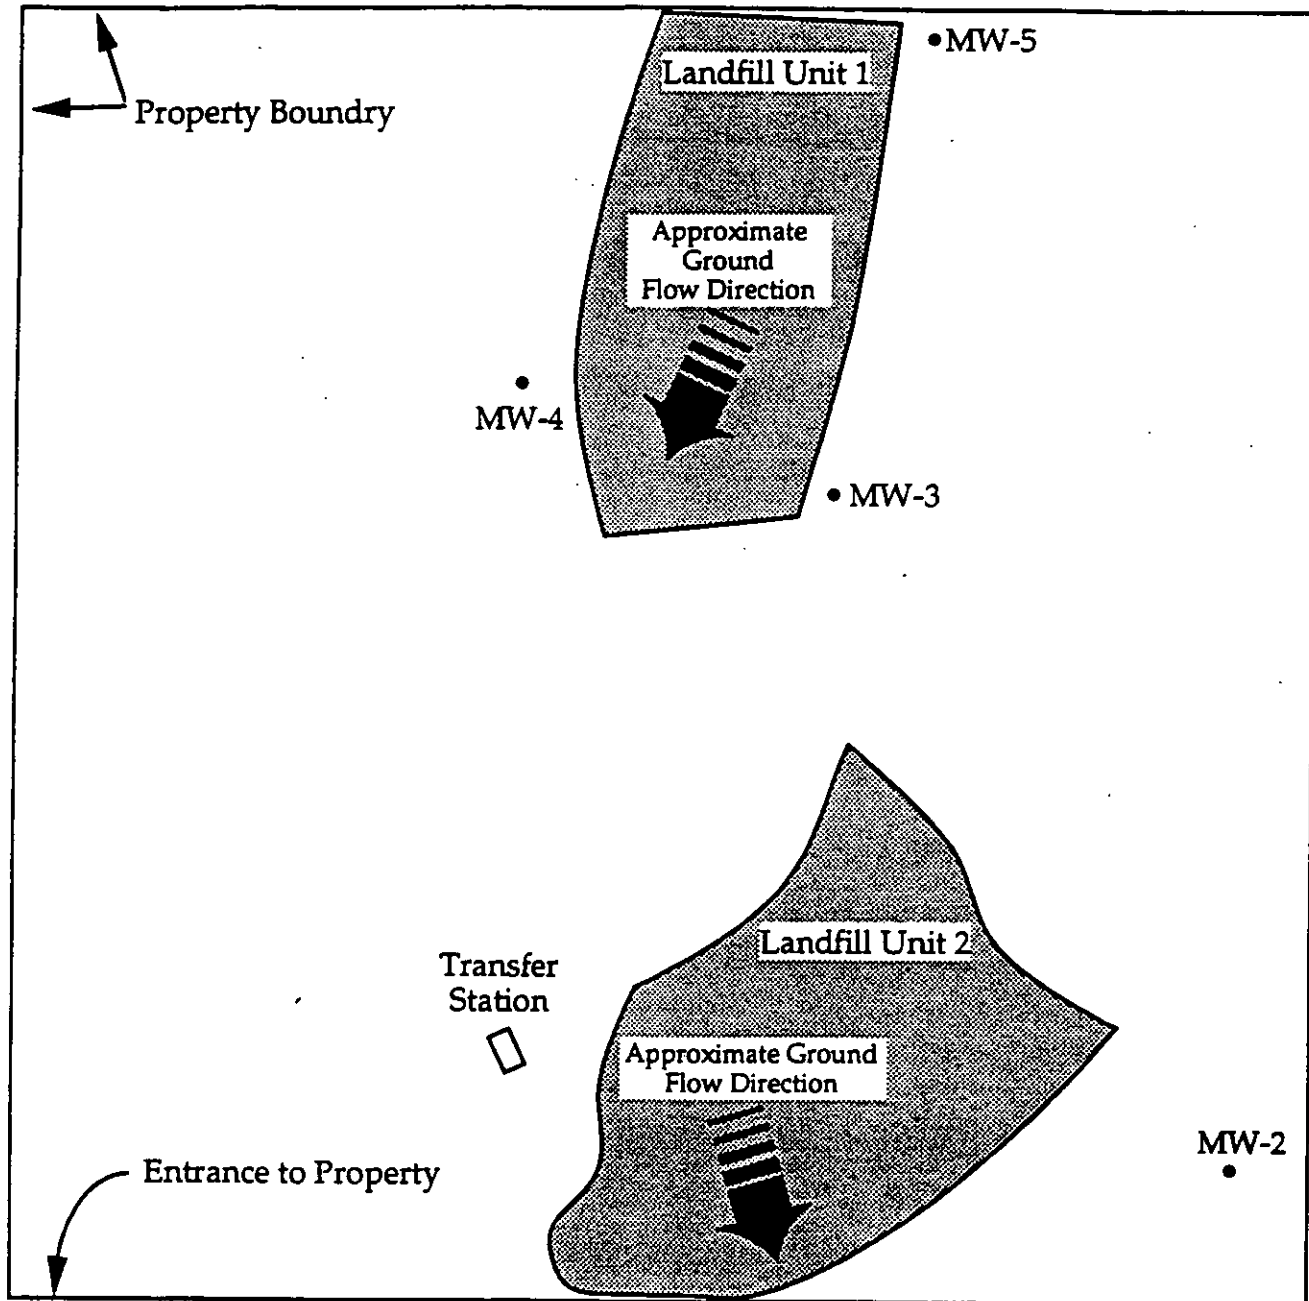 MW-5
Landfill Unit 1
Property Boundry
Approximate
Ground
Flow Direction
MW-4
MW-3
Landfill Unit 2
Transfer
Station
Approximate Ground
Flow Direction
MW-2
Entrance to Property